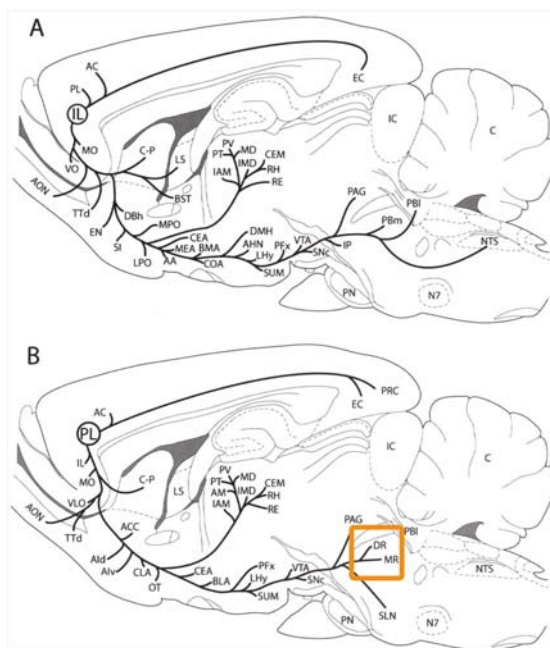 A
AC
EC
PL
IL
IC
C
MO
VO
AON
TTd
C-P
LS
BST
PV
PT
MD
IMD
IAM
CEM
RH
RE
EN
DBh
MPO
SI
LPO
CEA
MEA
AA
BMA
COA
DMH
AHN
LHy
SUM
PFx
VTA
SNc
PAG
IP
PBm
PBl
NTS
PN
N7
B
AC
PRC
EC
PL
IC
C
IL
MO
VLO
AON
TTd
C-P
LS
PV
PT
MD
AM
IMD
IAM
CEM
RH
RE
ACC
AId
AIv
CLA
OT
CEA
BLA
PFx
LHy
SUM
VTA
SNc
PAG
PBl
DR
MR
SLN
NTS
PN
N7